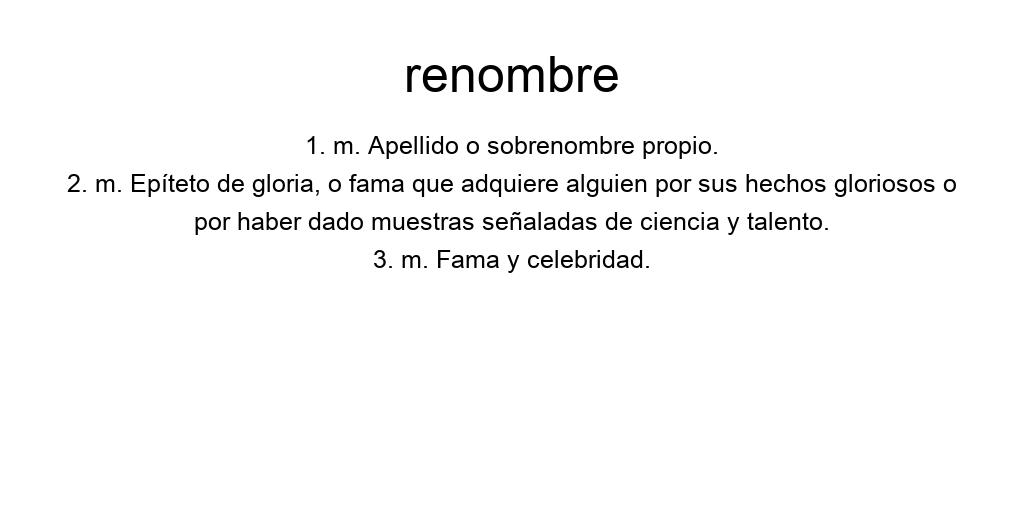 renombre
1. m. Apellido o sobrenombre propio.
2. m. Epíteto de gloria, o fama que adquiere alguien por sus hechos gloriosos o
por haber dado muestras señaladas de ciencia y talento.
3. m. Fama y celebridad.